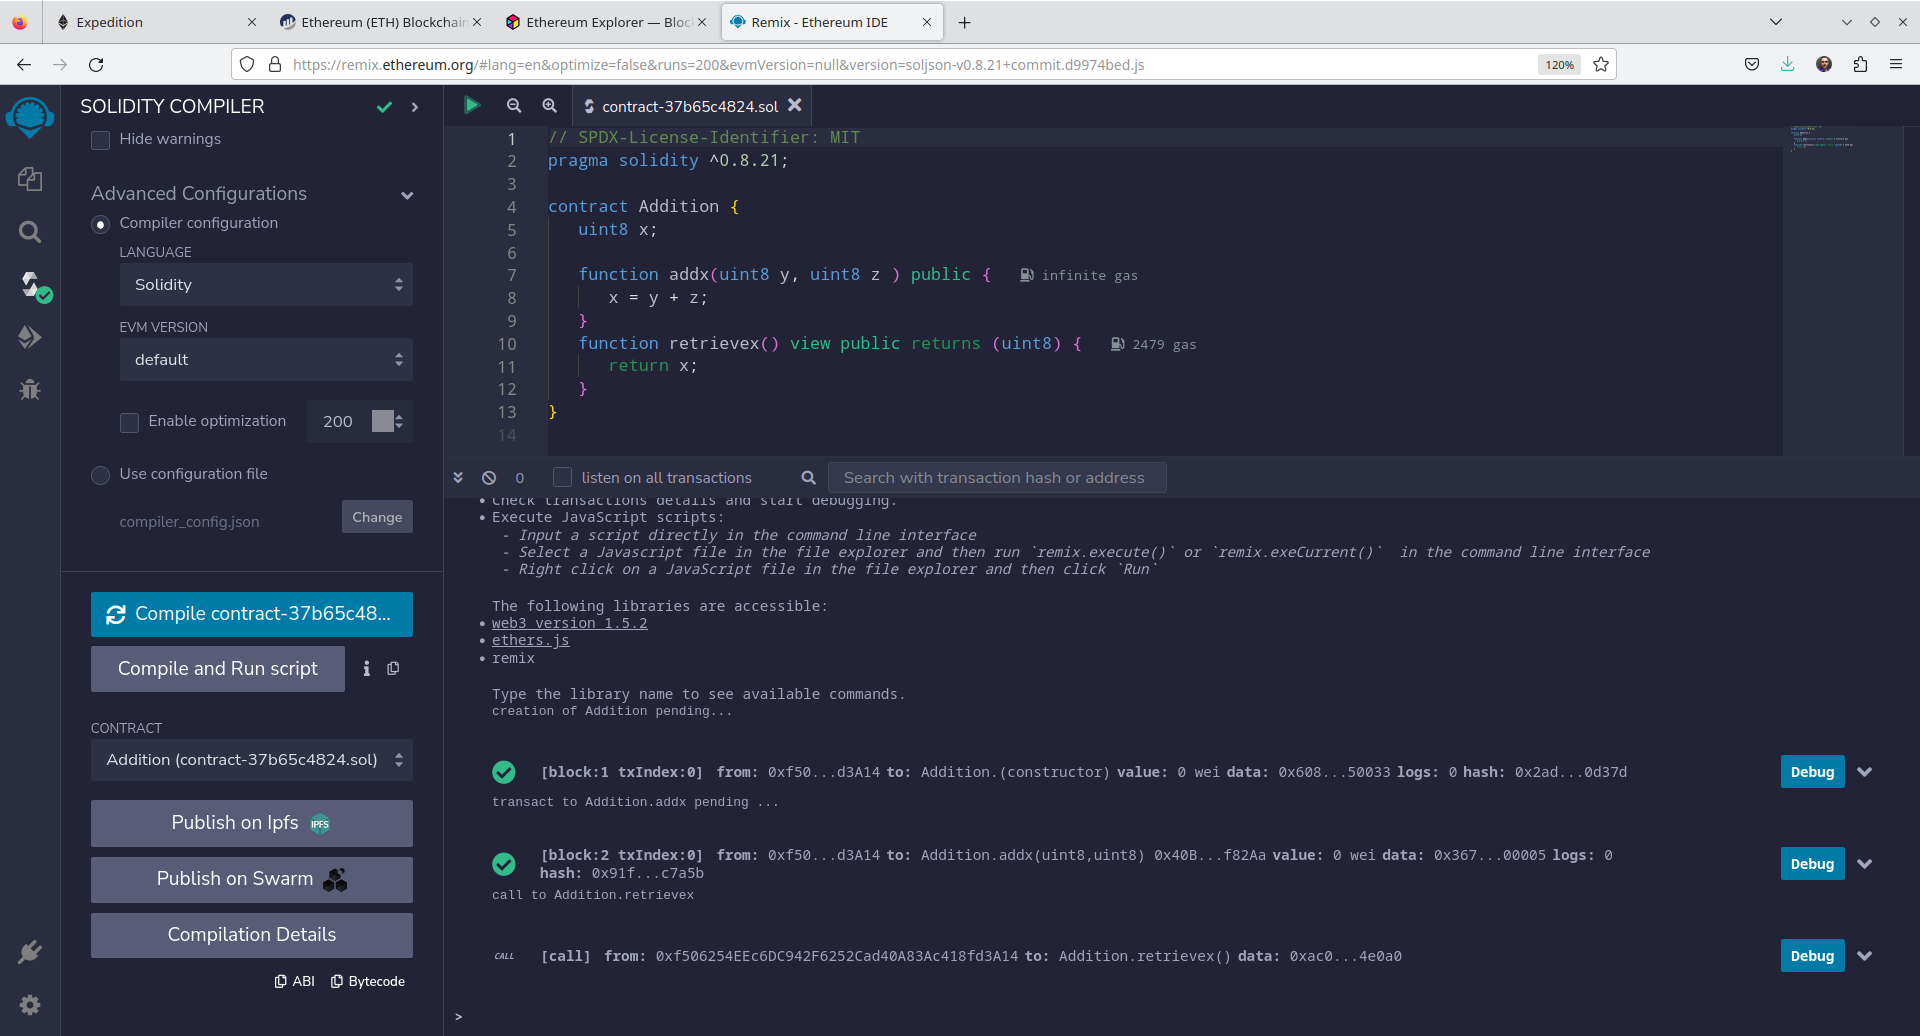 Expedition
Ethereum (ETH) Blockchain
Ethereum Explorer — Bloc
Remix - Ethereum IDE
https://remix.ethereum.org/#lang=en&optimize=false&runs=200&evmVersion=null&version=soljson-v0.8.21+commit.d9974bed.js
120%
SOLIDITY COMPILER
Hide warnings
Advanced Configurations
Compiler configuration
LANGUAGE
Solidity
EVM VERSION
default
Enable optimization
200
Use configuration file
compiler_config.json
Change
Compile contract-37b65c48...
Compile and Run script
CONTRACT
Addition (contract-37b65c4824.sol)
Publish on Ipfs
IPFS
Publish on Swarm
Compilation Details
ABI
Bytecode
contract-37b65c4824.sol
1 // SPDX-License-Identifier: MIT
2 pragma solidity ^0.8.21;
3
4 contract Addition {
5 uint8 x;
6
7 function addx(uint8 y, uint8 z ) public { infinite gas
8 x = y + z;
9 }
10 function retrievex() view public returns (uint8) { 2479 gas
11 return x;
12 }
13 }
14
0
listen on all transactions
Search with transaction hash or address
• Check transactions details and start debugging.
• Execute JavaScript scripts:
- Input a script directly in the command line interface
- Select a Javascript file in the file explorer and then run `remix.execute()` or `remix.exeCurrent()` in the command line interface
- Right click on a JavaScript file in the file explorer and then click `Run`
The following libraries are accessible:
• web3 version 1.5.2
• ethers.js
• remix
Type the library name to see available commands.
creation of Addition pending...
[block:1 txIndex:0] from: 0xf50...d3A14 to: Addition.(constructor) value: 0 wei data: 0x608...50033 logs: 0 hash: 0x2ad...0d37d
Debug
transact to Addition.addx pending ...
[block:2 txIndex:0] from: 0xf50...d3A14 to: Addition.addx(uint8,uint8) 0x40B...f82Aa value: 0 wei data: 0x367...00005 logs: 0
hash: 0x91f...c7a5b
Debug
call to Addition.retrievex
CALL
[call] from: 0xf506254EEc6DC942F6252Cad40A83Ac418fd3A14 to: Addition.retrievex() data: 0xac0...4e0a0
Debug
>